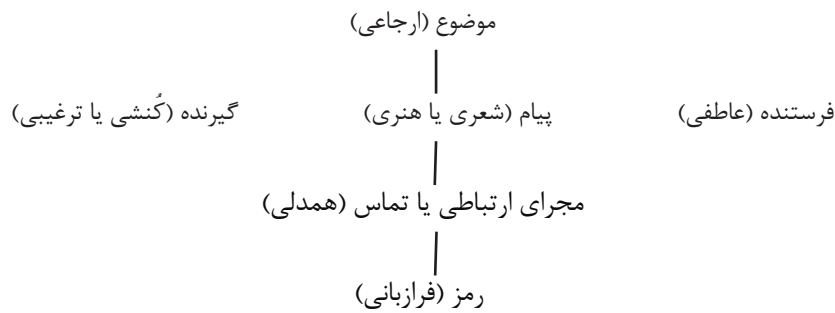 موضوع (ارجاعی)
فرستنده (عاطفی) پیام (شعری یا هنری) گیرنده (کُنشی یا ترغیبی)
مجرای ارتباطی یا تماس (همدلی)
رمز (فرازبانی)